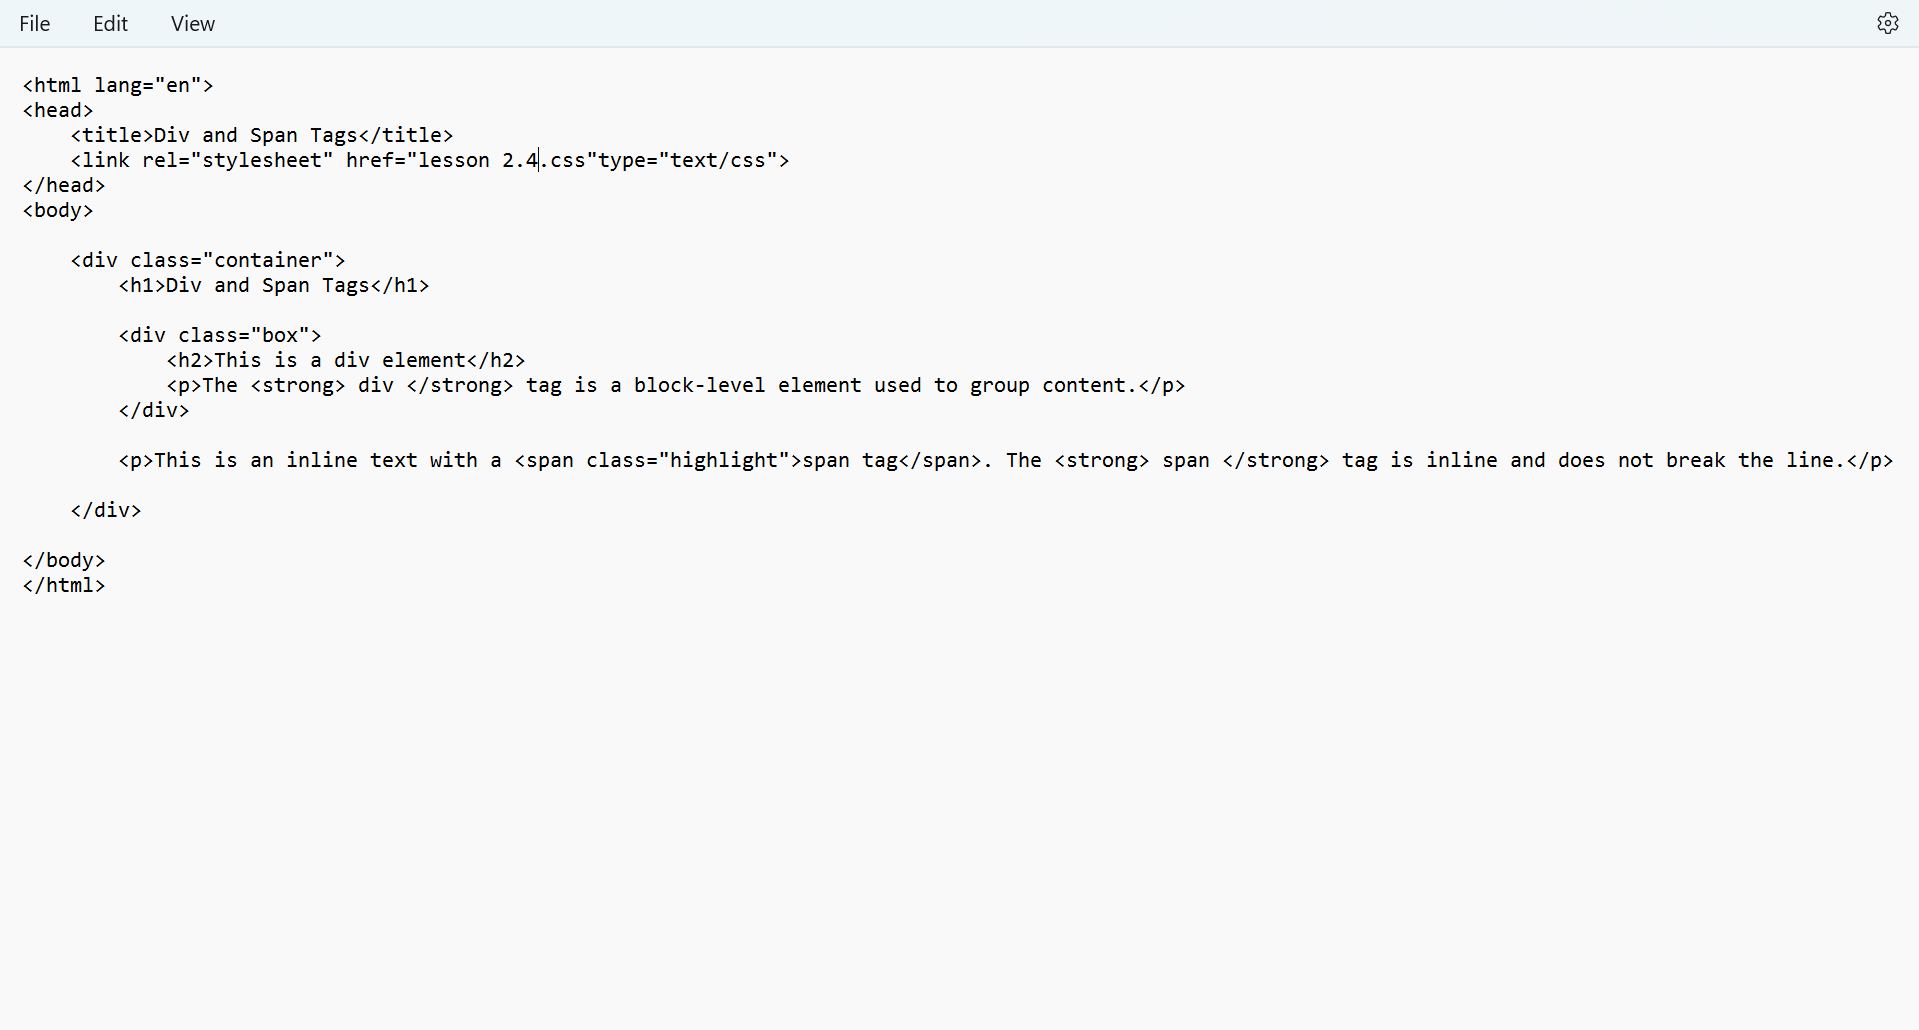 File Edit View
<html lang="en">
<head>
    <title>Div and Span Tags</title>
    <link rel="stylesheet" href="lesson 2.4.css"type="text/css">
</head>
<body>
    <div class="container">
        <h1>Div and Span Tags</h1>
        <div class="box">
            <h2>This is a div element</h2>
            <p>The <strong> div </strong> tag is a block-level element used to group content.</p>
        </div>
        <p>This is an inline text with a <span class="highlight">span tag</span>. The <strong> span </strong> tag is inline and does not break the line.</p>
    </div>
</body>
</html>